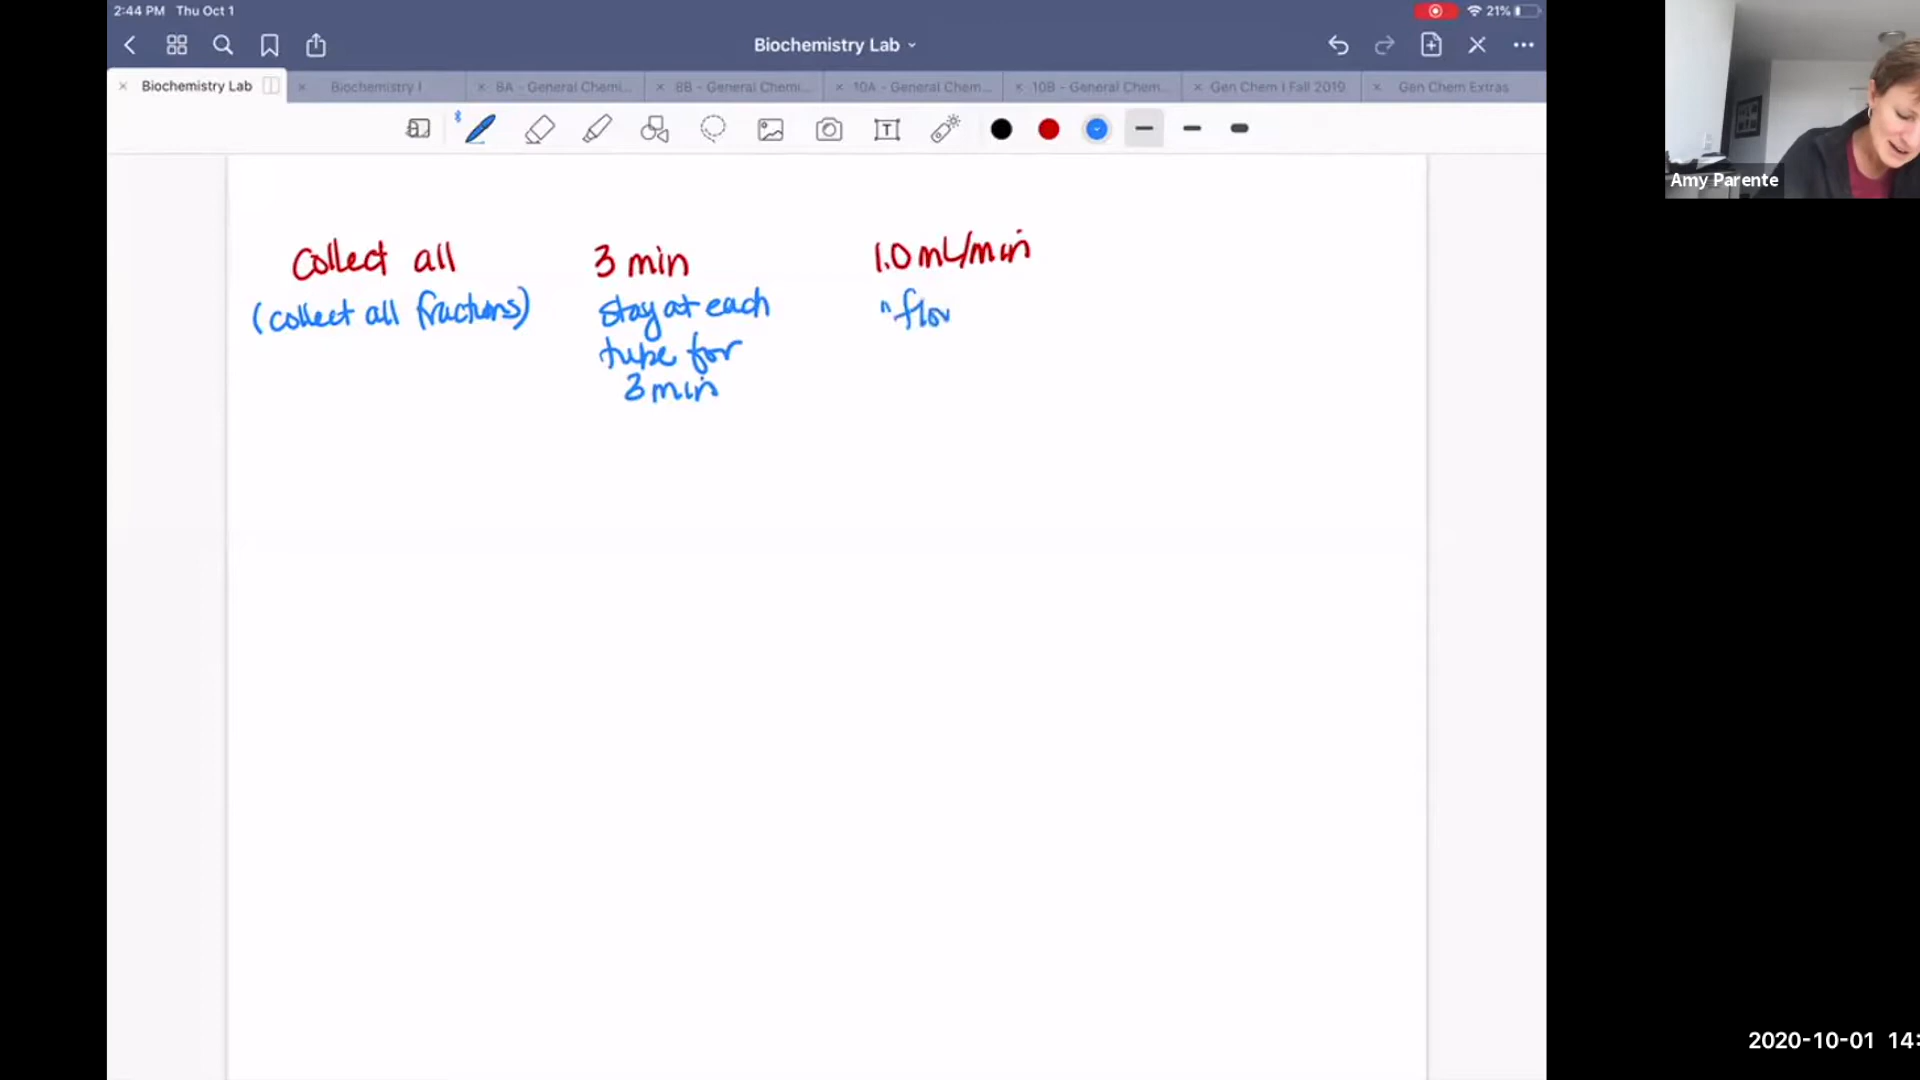 2:44 PM Thu Oct 1
21%
Biochemistry Lab
Biochemistry Lab
Biochemistry I
8A - General Chemi...
8B - General Chemi...
10A - General Chem...
10B - General Chem...
Gen Chem I Fall 2019
Gen Chem Extras
T
Amy Parente
Collect all 3 min 1.0 mL/min
(collect all fractions) stay at each "flow
tube for
3 min
2020-10-01 14: